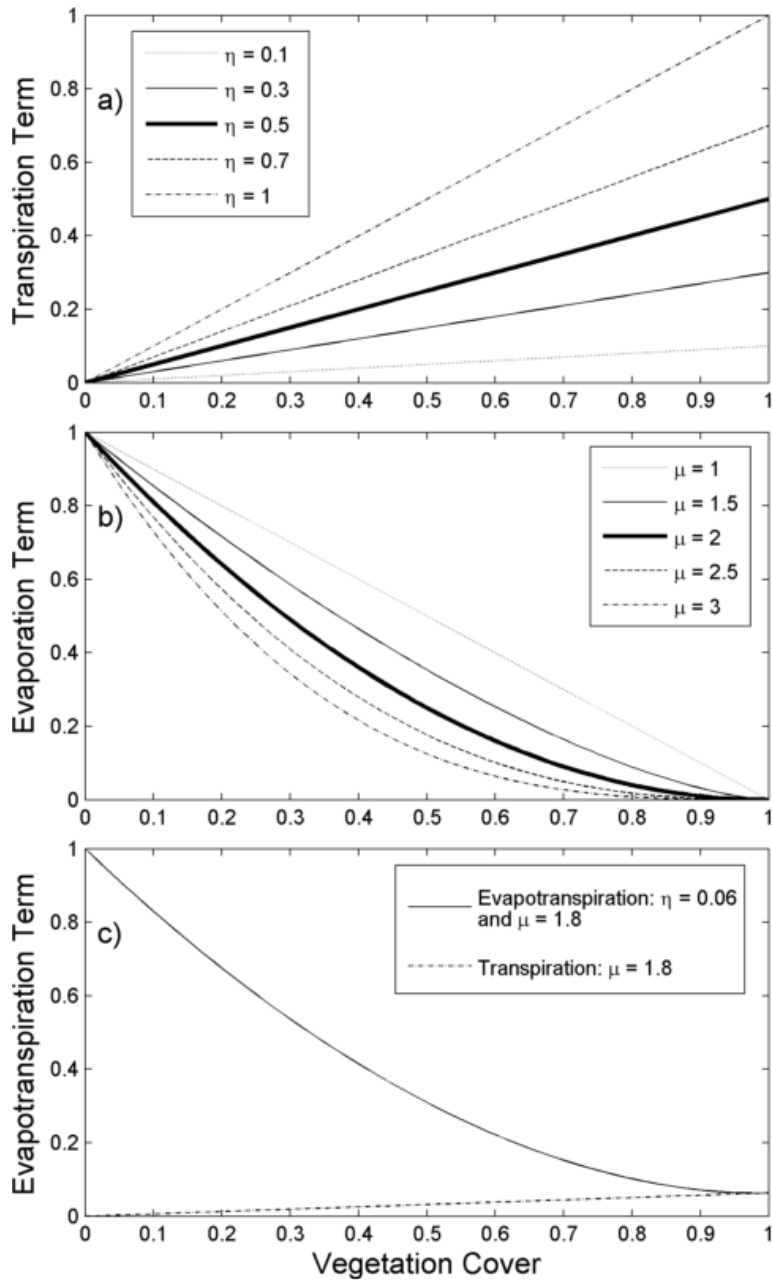 Transpiration Term
a)
η = 0.1
η = 0.3
η = 0.5
η = 0.7
η = 1
1
0.8
0.6
0.4
0.2
0
0 0.1 0.2 0.3 0.4 0.5 0.6 0.7 0.8 0.9 1
Evaporation Term
b)
μ = 1
μ = 1.5
μ = 2
μ = 2.5
μ = 3
1
0.8
0.6
0.4
0.2
0
0 0.1 0.2 0.3 0.4 0.5 0.6 0.7 0.8 0.9 1
Evapotranspiration Term
c)
Evapotranspiration: η = 0.06
and μ = 1.8
Transpiration: μ = 1.8
1
0.8
0.6
0.4
0.2
0
0 0.1 0.2 0.3 0.4 0.5 0.6 0.7 0.8 0.9 1
Vegetation Cover